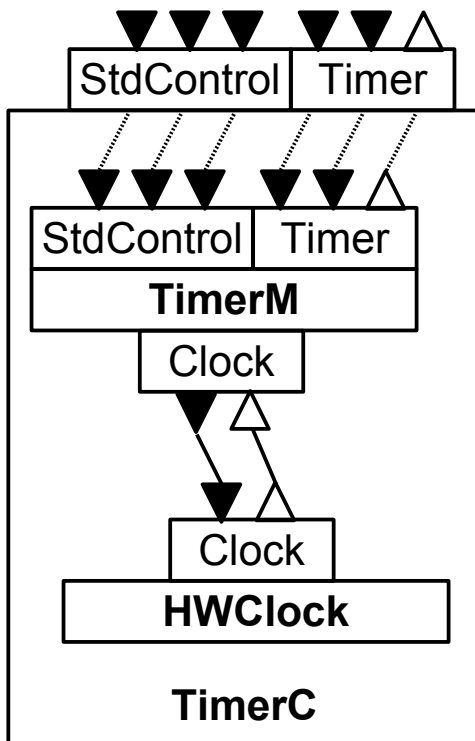 StdControl Timer
StdControl Timer
TimerM
Clock
Clock
HWClock
TimerC